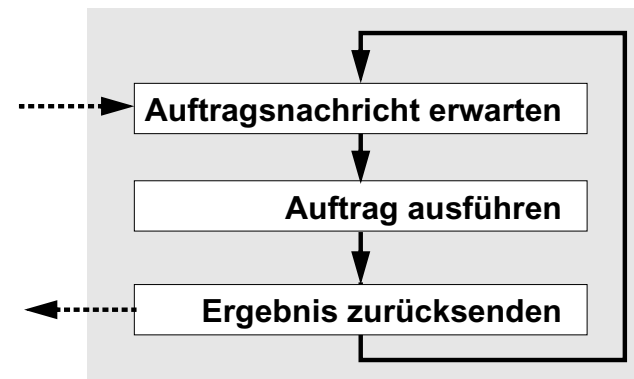 Auftragsnachricht erwarten
Auftrag ausführen
Ergebnis zurücksenden